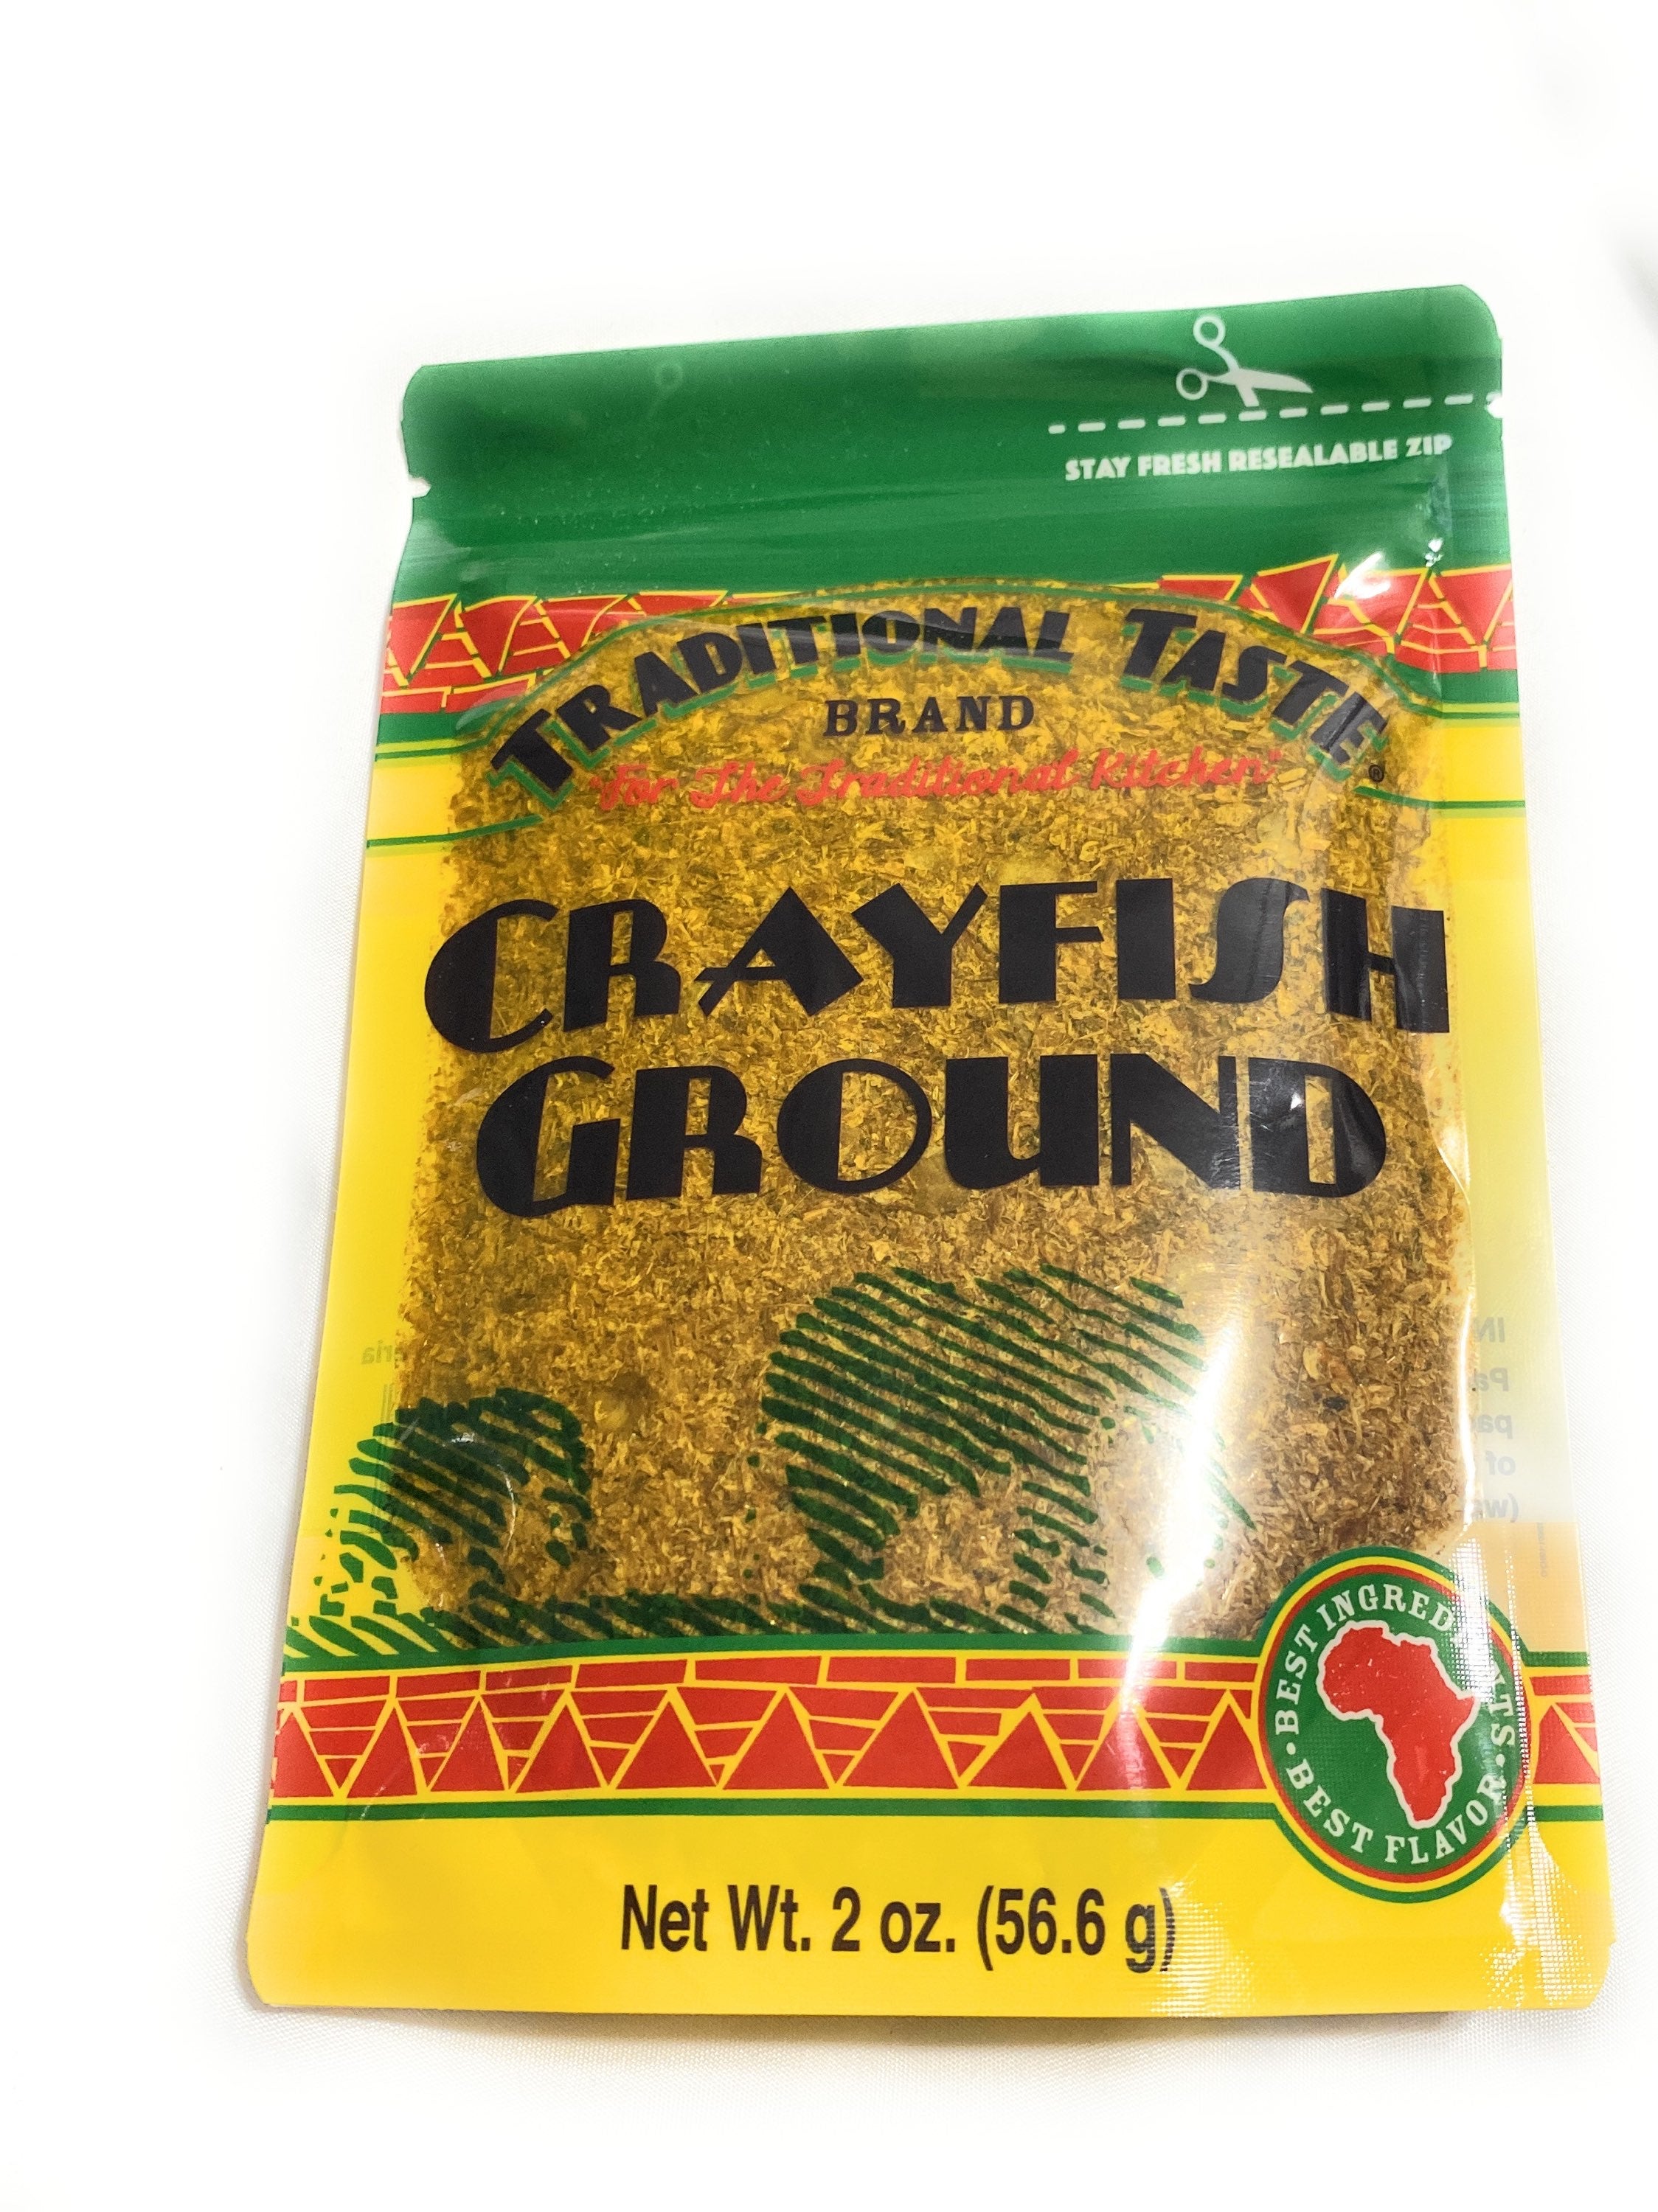 STAY FRESH RESEALABLE ZIP
TRADITIONAL TASTE
BRAND
®
"For The Traditional Kitchen"
CRAYFISH
GROUND
BEST
BEST FLAVOR
Net Wt. 2 oz. (56.6 g)